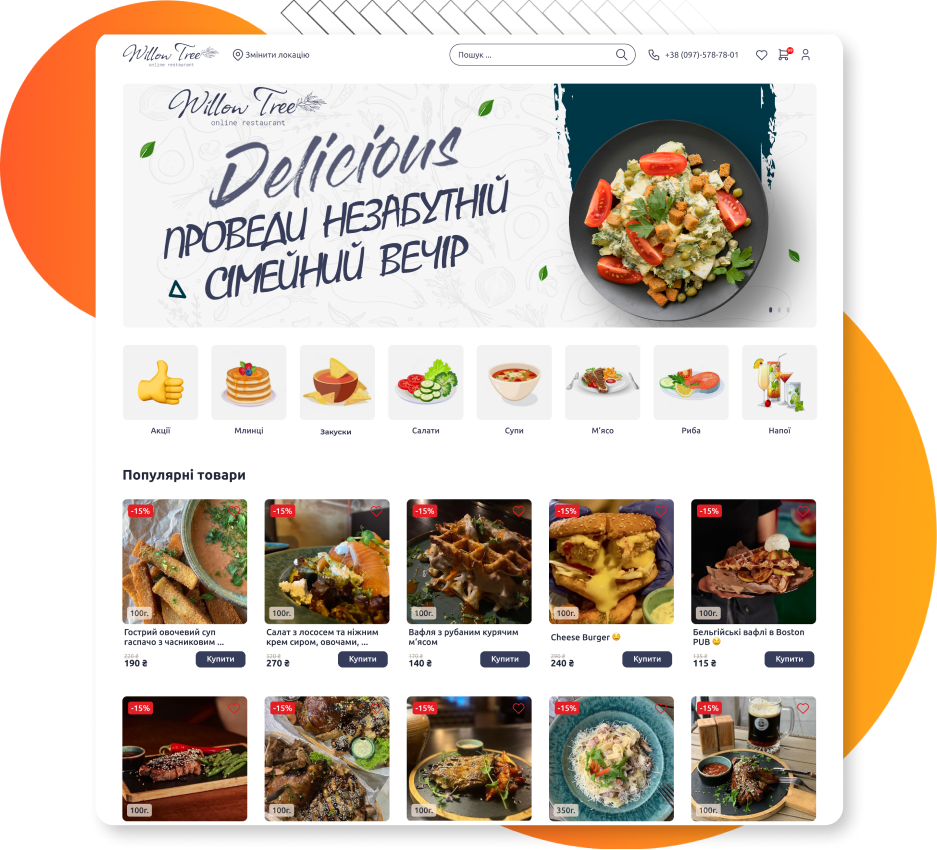 Willow Tree
online restaurant
Змінити локацію
Пошук ...
+38 (097)-578-78-01
Willow Tree
online restaurant
Delicious
ПРОВЕДИ НЕЗАБУТНІЙ
СІМЕЙНИЙ ВЕЧІР
Акції
Млинці
Закуски
Салати
Супи
М'ясо
Риба
Напої
Популярні товари
-15%
100г.
Гострий овочевий суп
гаспачо з часниковим ...
220 ₴
190 ₴
Купити
-15%
100г.
Салат з лососем та ніжним
крем сиром, овочами, ...
320 ₴
270 ₴
Купити
-15%
100г.
Вафля з рубаним курячим
м'ясом
170 ₴
140 ₴
Купити
-15%
100г.
Cheese Burger 😋
290 ₴
240 ₴
Купити
-15%
100г.
Бельгійські вафлі в Boston
PUB 😋
135 ₴
115 ₴
Купити
-15%
100г.
-15%
100г.
-15%
100г.
-15%
350г.
-15%
100г.